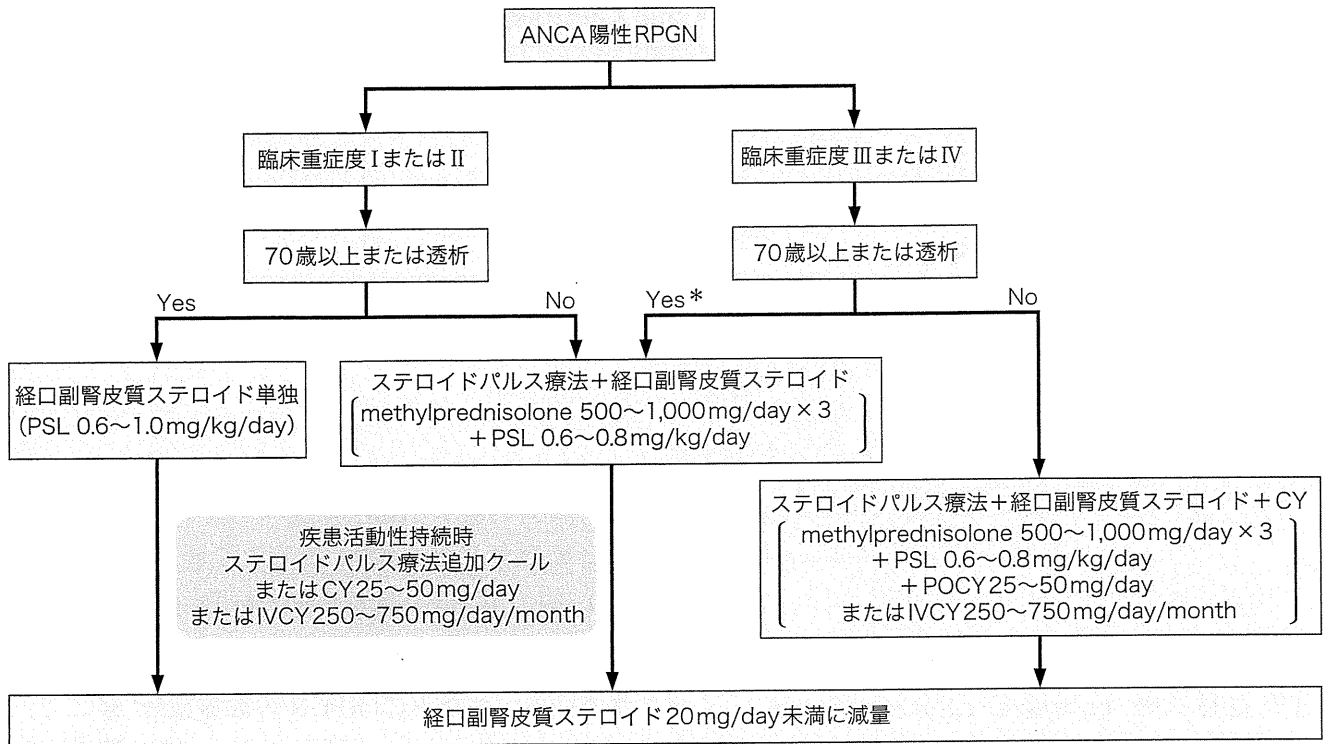 ANCA陽性RPGN
臨床重症度ⅠまたはⅡ
臨床重症度ⅢまたはⅣ
70歳以上または透析
70歳以上または透析
Yes
No
Yes*
No
経口副腎皮質ステロイド単独
(PSL 0.6〜1.0mg/kg/day)
ステロイドパルス療法+経口副腎皮質ステロイド
methylprednisolone 500〜1,000mg/day×3
+PSL 0.6〜0.8mg/kg/day
ステロイドパルス療法+経口副腎皮質ステロイド+CY
methylprednisolone 500〜1,000mg/day×3
+PSL 0.6〜0.8mg/kg/day
+POCY25〜50mg/day
またはIVCY250〜750mg/day/month
疾患活動性持続時
ステロイドパルス療法追加クール
またはCY25〜50mg/day
またはIVCY250〜750mg/day/month
経口副腎皮質ステロイド20mg/day未満に減量